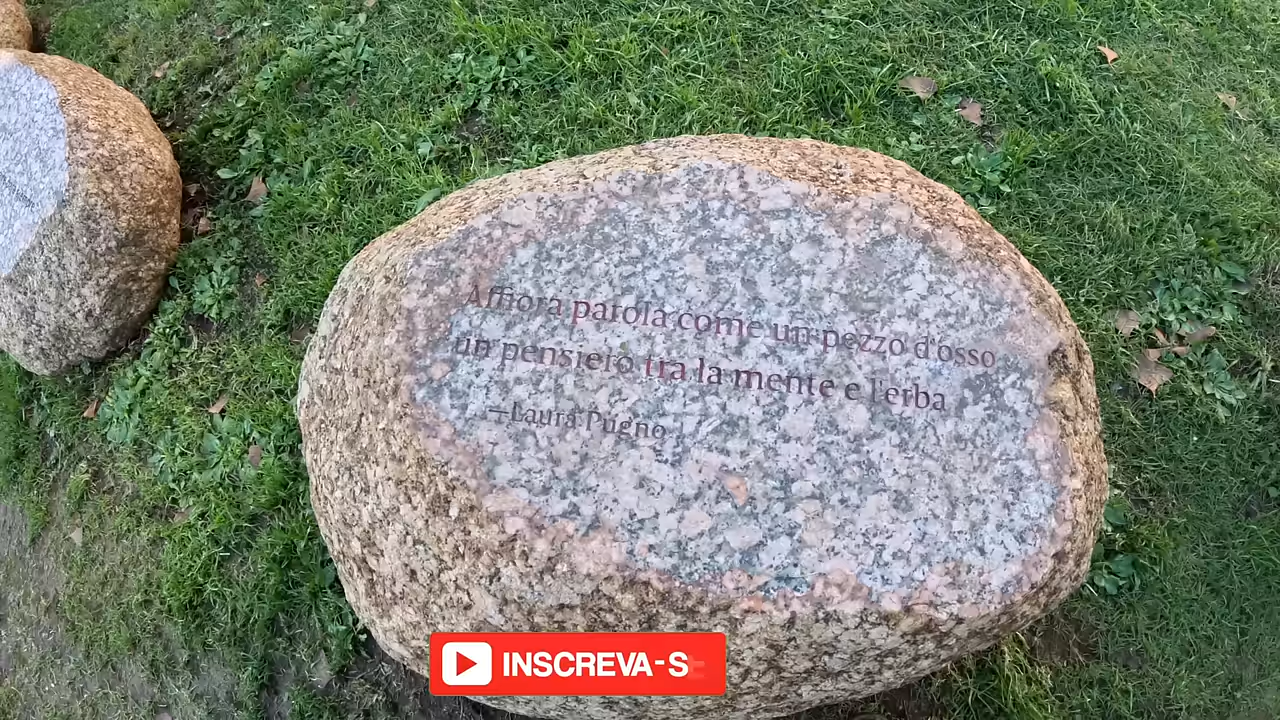 Affiora parola come un pezzo d'osso
un pensiero tra la mente e l'erba
—Laura Pugno
INSCREVA-S